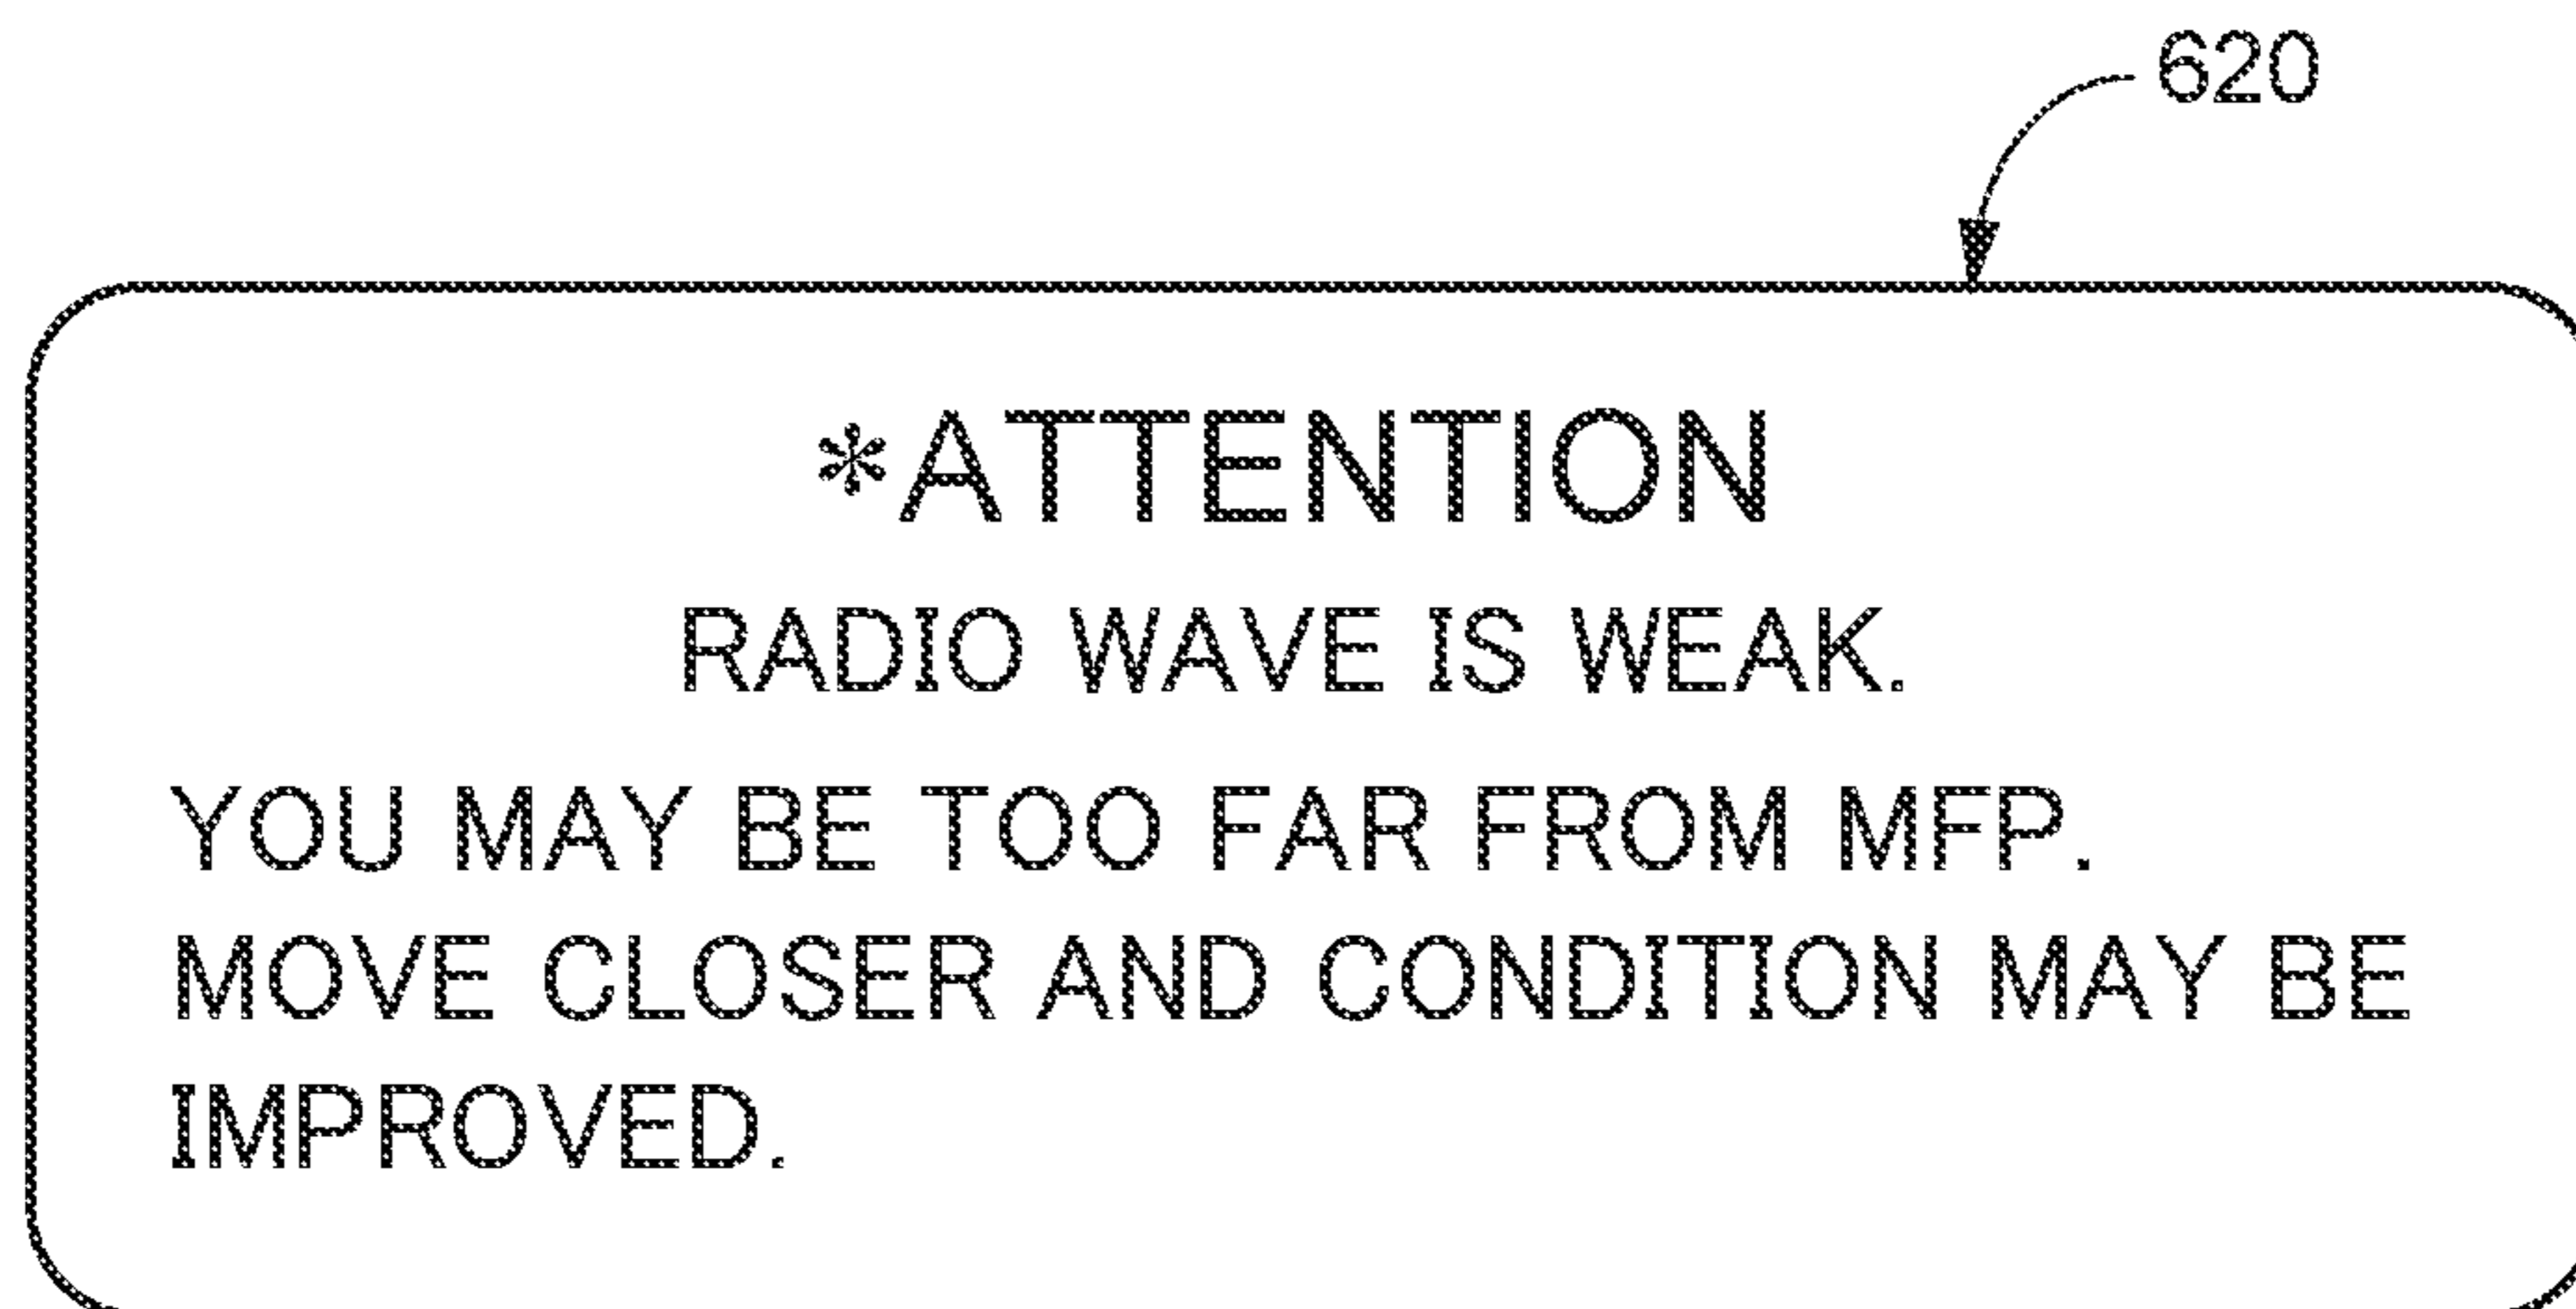 620
*ATTENTION
RADIO WAVE IS WEAK.
YOU MAY BE TOO FAR FROM MFP.
MOVE CLOSER AND CONDITION MAY BE
IMPROVED.